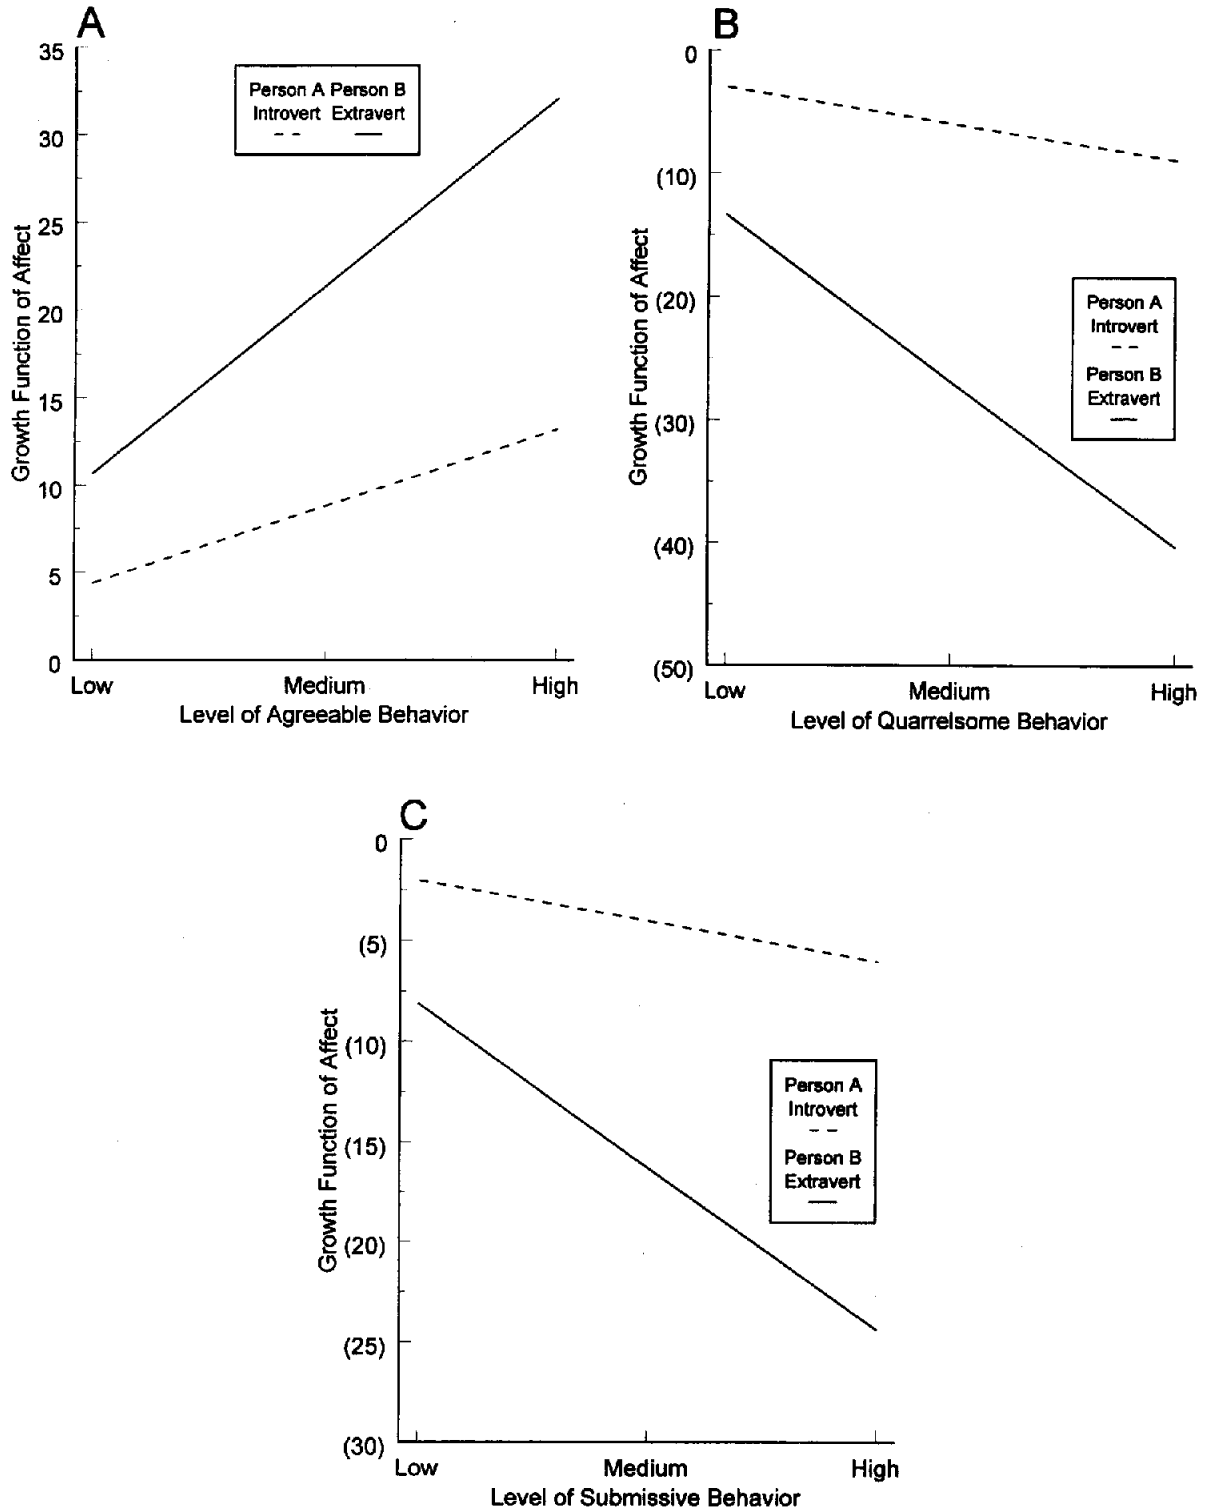 A
35
30
25
20
15
10
5
0
Growth Function of Affect
Person A Person B
Introvert Extravert
Low Medium High
Level of Agreeable Behavior
B
0
(10)
(20)
(30)
(40)
(50)
Growth Function of Affect
Person A
Introvert
Person B
Extravert
Low Medium High
Level of Quarrelsome Behavior
C
0
(5)
(10)
(15)
(20)
(25)
(30)
Growth Function of Affect
Person A
Introvert
Person B
Extravert
Low Medium High
Level of Submissive Behavior